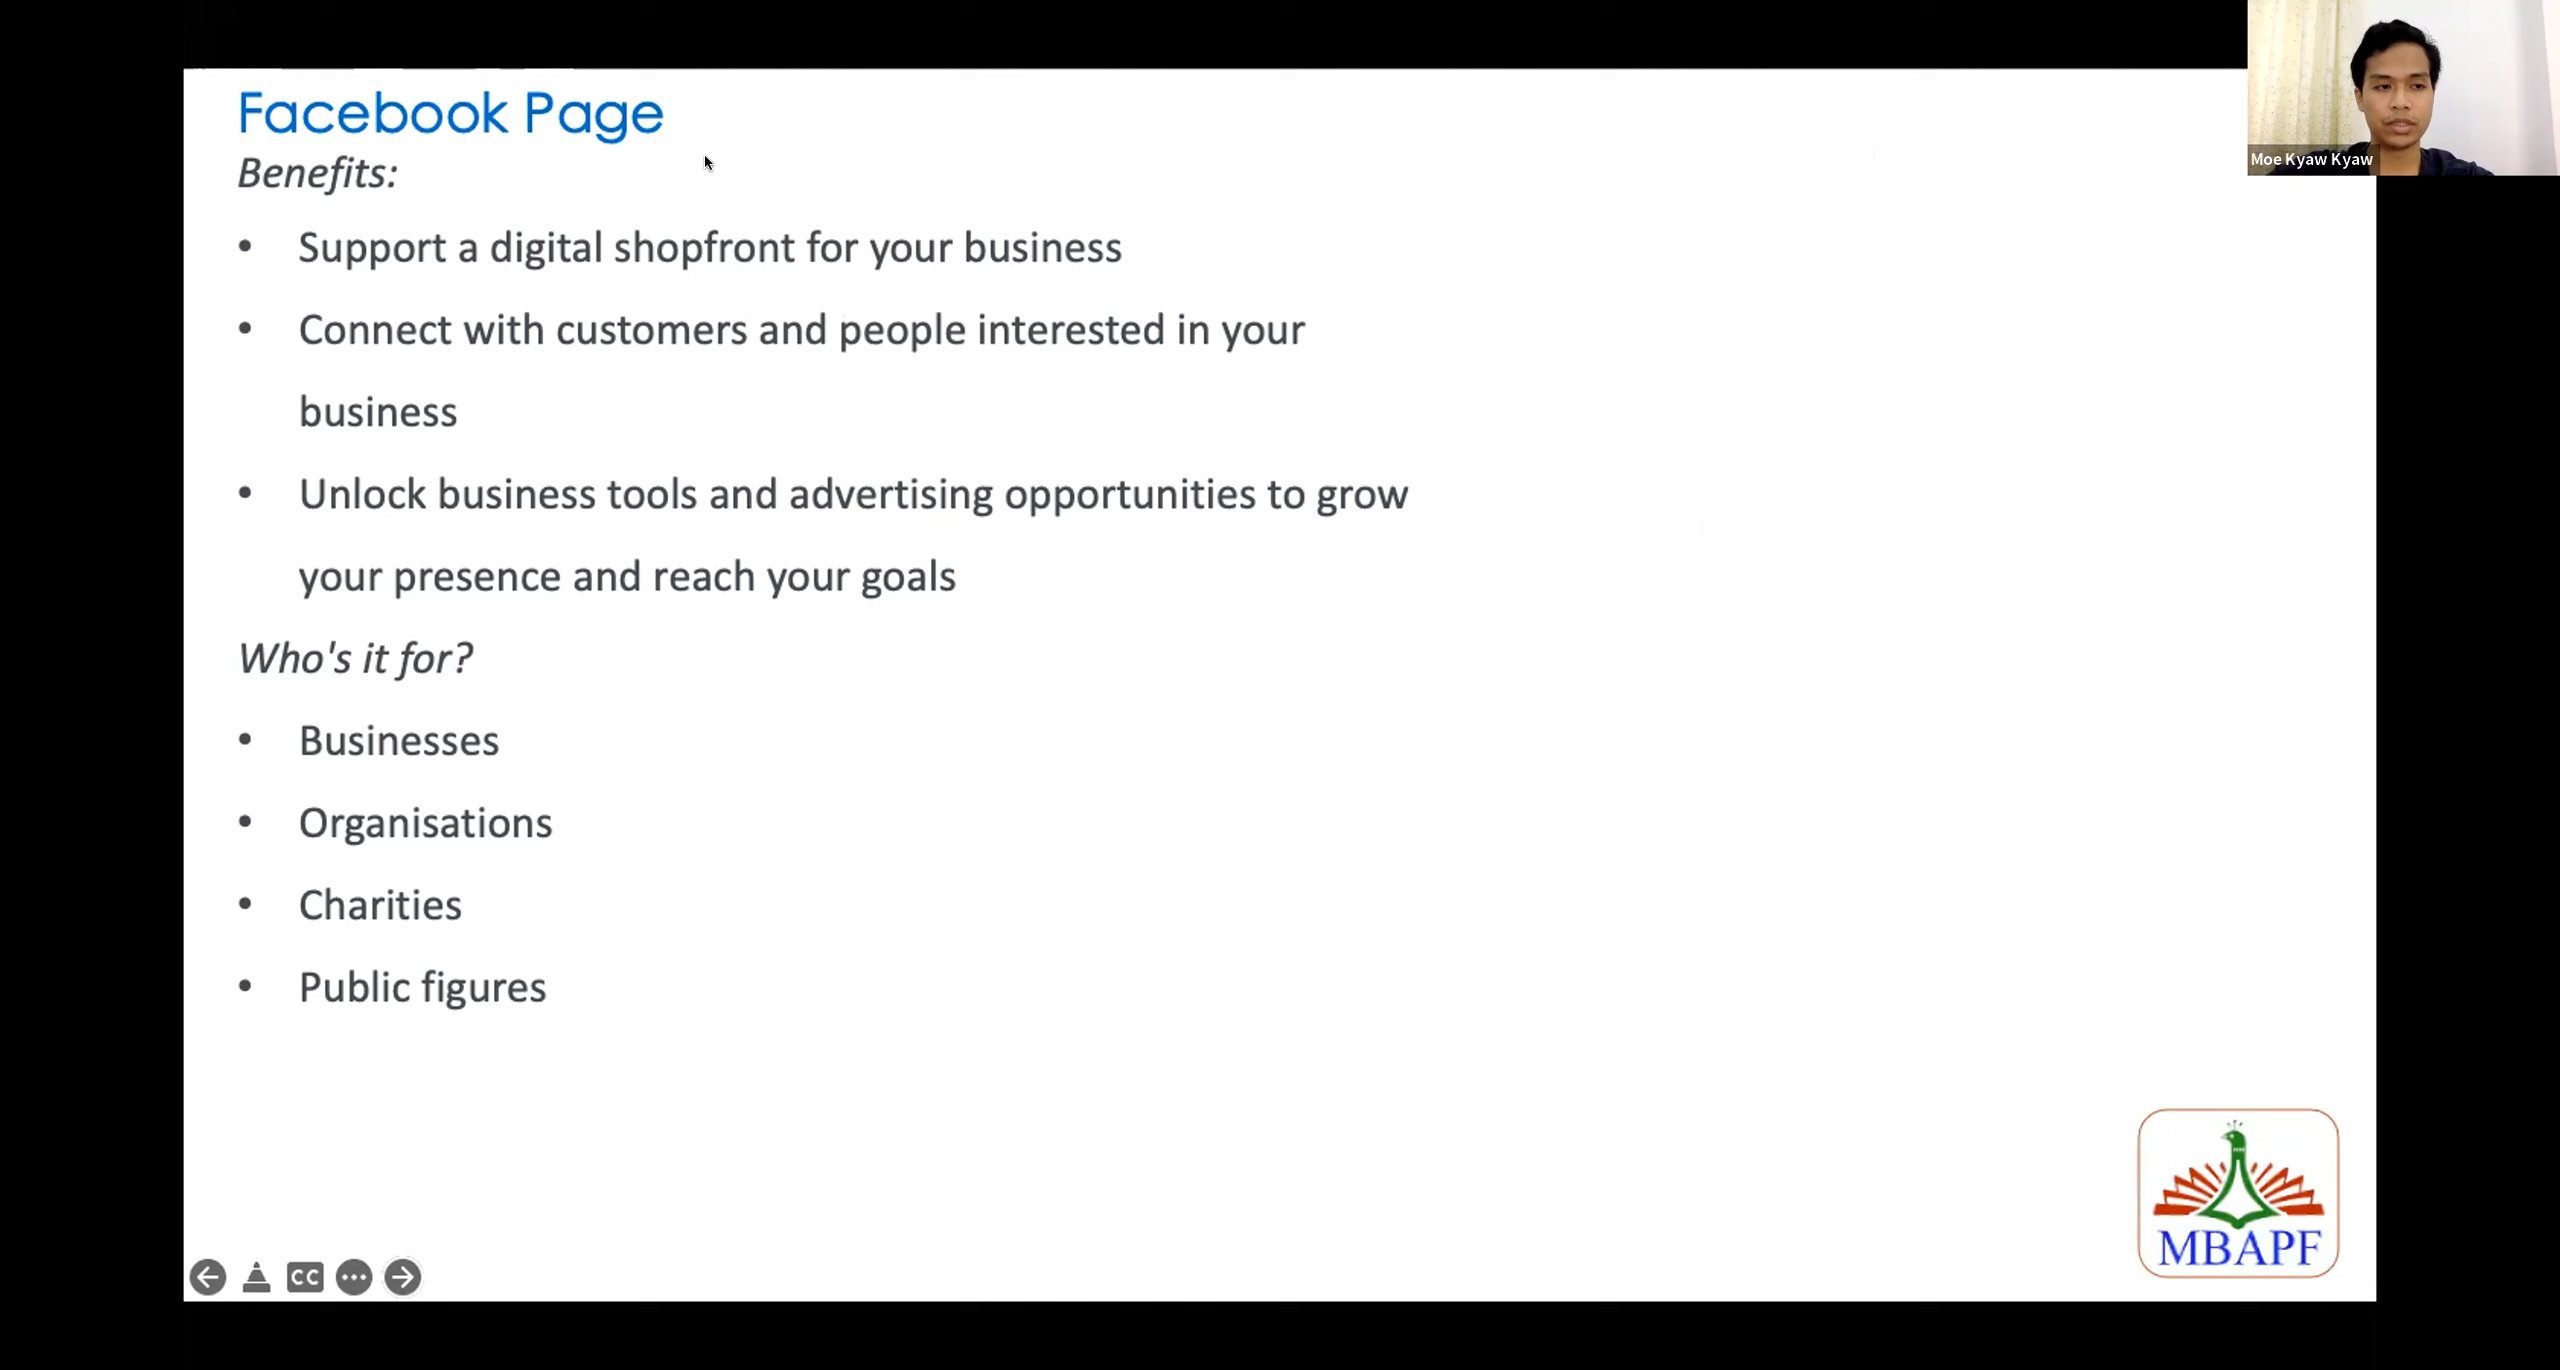 Facebook Page
Benefits:
• Support a digital shopfront for your business
• Connect with customers and people interested in your
business
• Unlock business tools and advertising opportunities to grow
your presence and reach your goals
Who's it for?
• Businesses
• Organisations
• Charities
• Public figures
Moe Kyaw Kyaw
MBAPF
CC